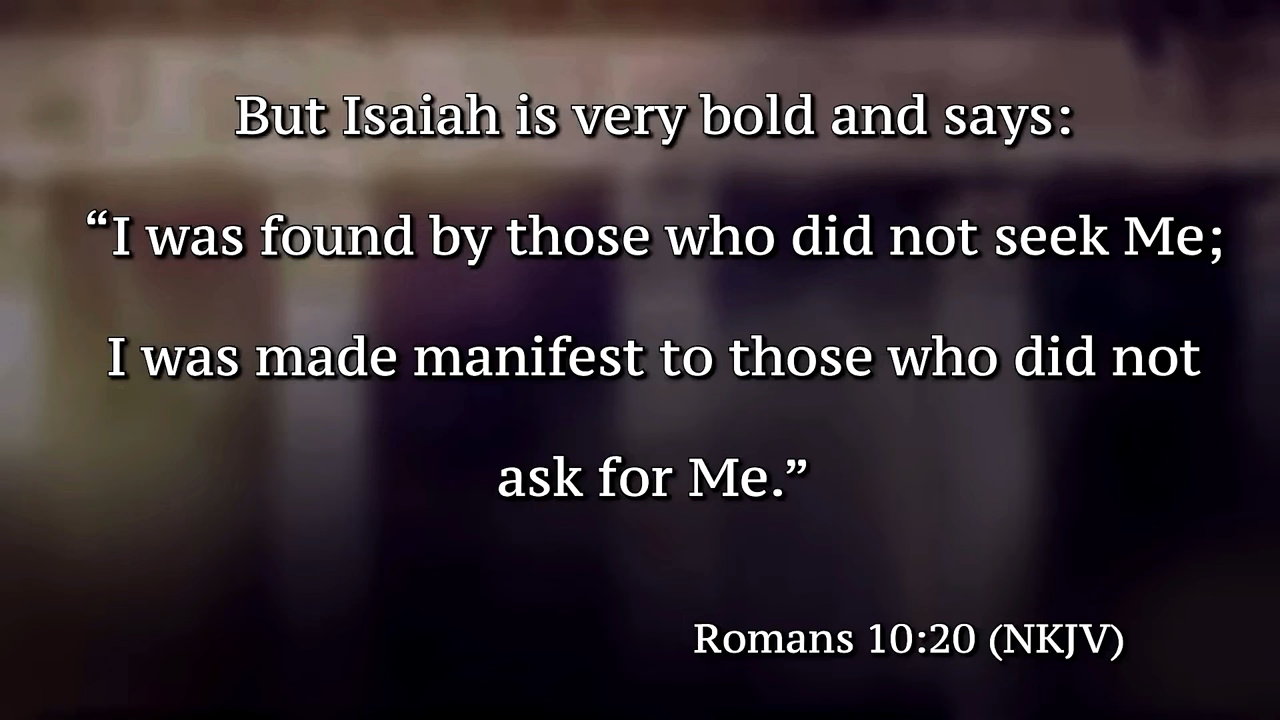 But Isaiah is very bold and says:
“I was found by those who did not seek Me;
I was made manifest to those who did not
ask for Me.”
Romans 10:20 (NKJV)